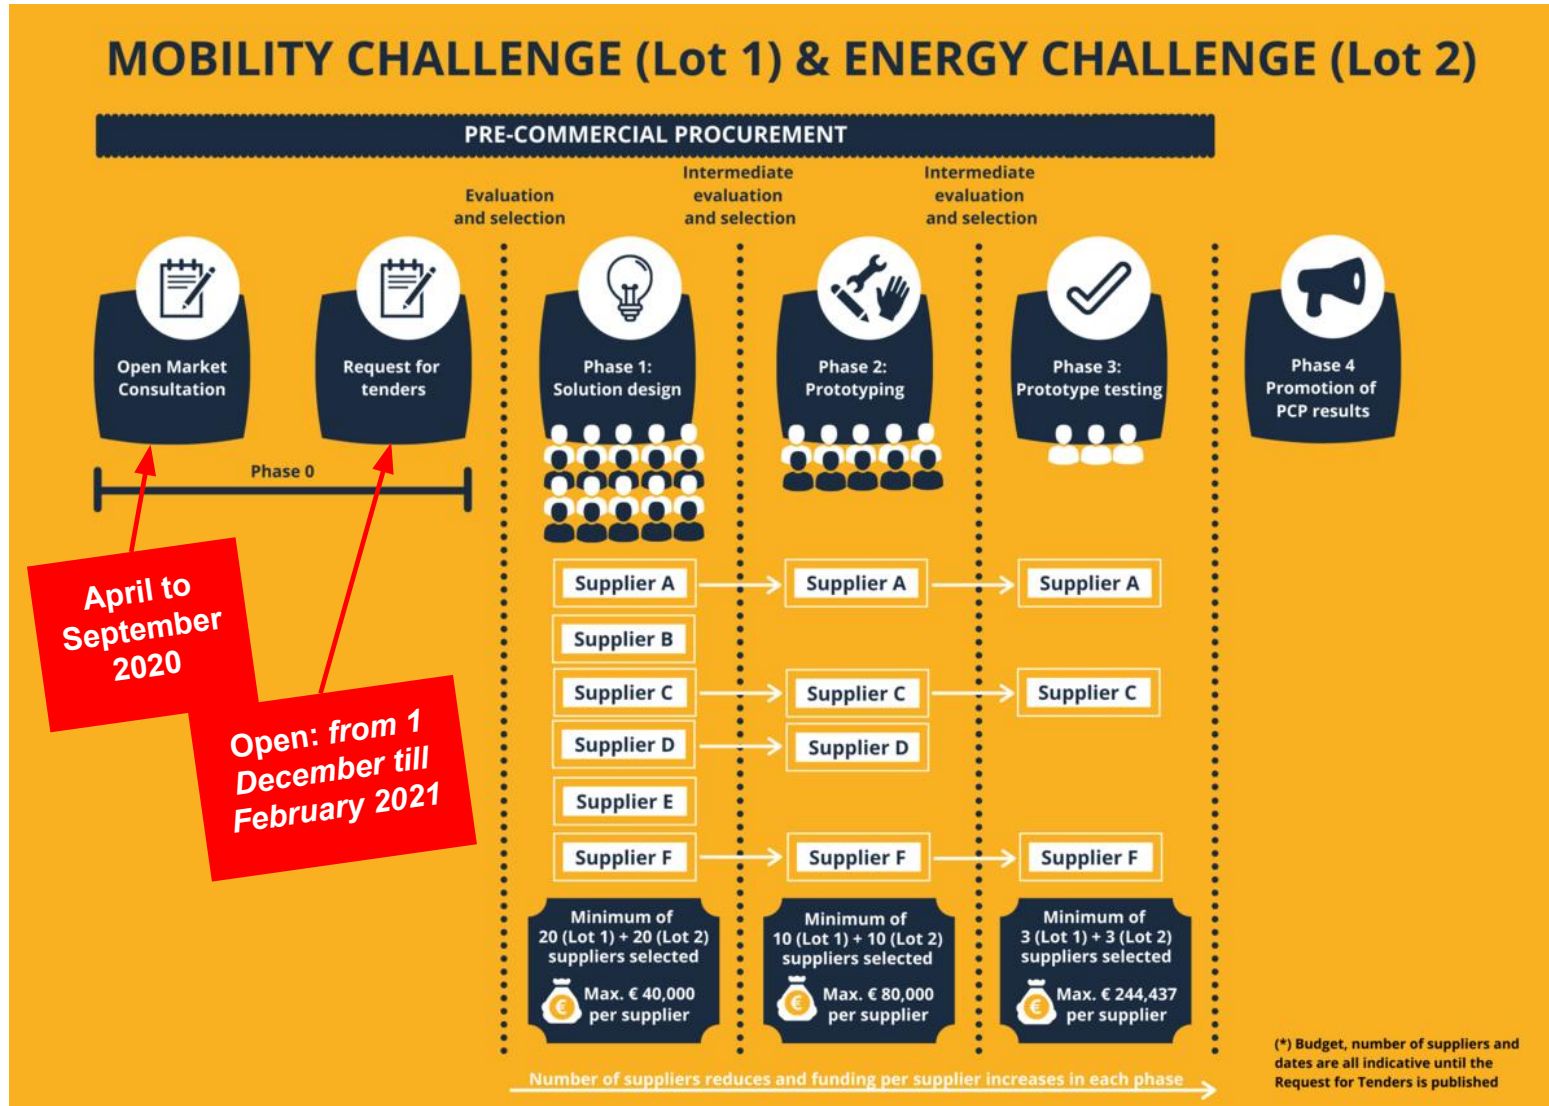 MOBILITY CHALLENGE (Lot 1) & ENERGY CHALLENGE (Lot 2)
PRE-COMMERCIAL PROCUREMENT
Evaluation
and selection
Intermediate
evaluation
and selection
Intermediate
evaluation
and selection
Open Market
Consultation
Request for
tenders
Phase 1:
Solution design
Phase 2:
Prototyping
Phase 3:
Prototype testing
Phase 4
Promotion of
PCP results
Phase 0
April to
September
2020
Open: from 1
December till
February 2021
Supplier A
Supplier A
Supplier A
Supplier B
Supplier C
Supplier C
Supplier C
Supplier D
Supplier D
Supplier E
Supplier F
Supplier F
Supplier F
Minimum of
20 (Lot 1) + 20 (Lot 2)
suppliers selected
€
Max. € 40,000
per supplier
Minimum of
10 (Lot 1) + 10 (Lot 2)
suppliers selected
€
Max. € 80,000
per supplier
Minimum of
3 (Lot 1) + 3 (Lot 2)
suppliers selected
€
Max. € 244,437
per supplier
Number of suppliers reduces and funding per supplier increases in each phase
(*) Budget, number of suppliers and
dates are all indicative until the
Request for Tenders is published